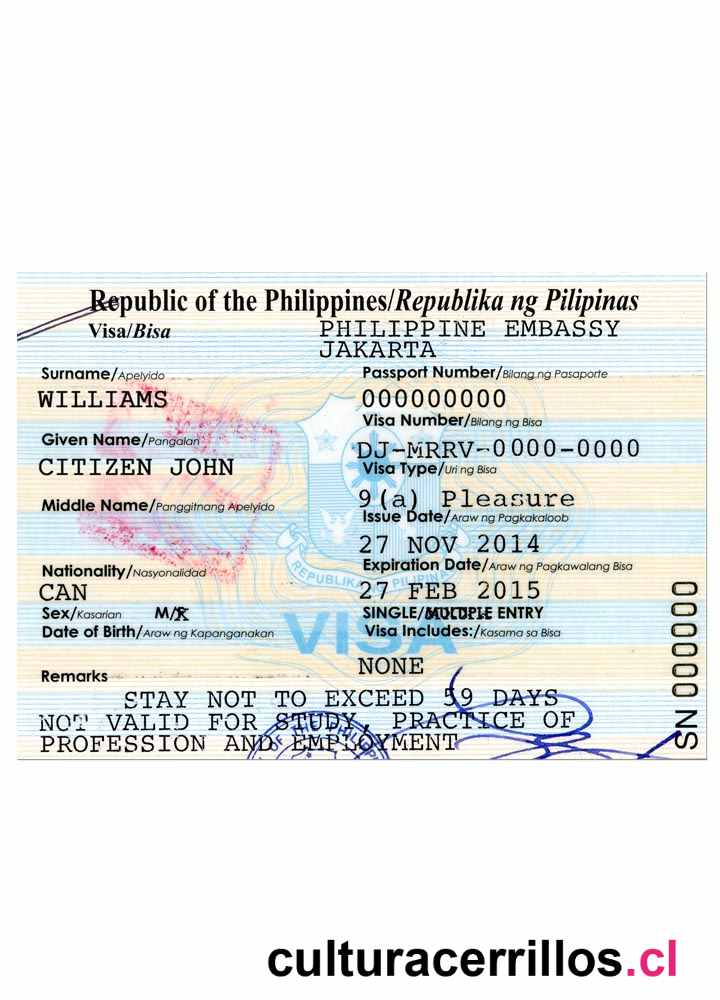 Republic of the Philippines/Republika ng Pilipinas
Visa/Bisa PHILIPPINE EMBASSY
JAKARTA
Surname/Apelyido
WILLIAMS
Given Name/Pangalan
CITIZEN JOHN
Middle Name/Panggitnang Apelyido
Nationality/Nasyonalidad
CAN
Sex/Kasarian M/F
Date of Birth/Araw ng Kapanganakan
Passport Number/Bilang ng Pasaporte
000000000
Visa Number/Bilang ng Bisa
DJ-MRRV-0000-0000
Visa Type/Uri ng Bisa
9(a) Pleasure
Issue Date/Araw ng Pagkakaloob
27 NOV 2014
Expiration Date/Araw ng Pagkawalang Bisa
27 FEB 2015
SINGLE/MULTIPLE ENTRY
Visa Includes:/Kasama sa Bisa
NONE
Remarks
STAY NOT TO EXCEED 59 DAYS
NOT VALID FOR STUDY, PRACTICE OF
PROFESSION AND EMPLOYMENT
SN 000000
REPUBLIKA NG PILIPINAS
VISA
OF THE PHILIPP
culturacerrillos.cl